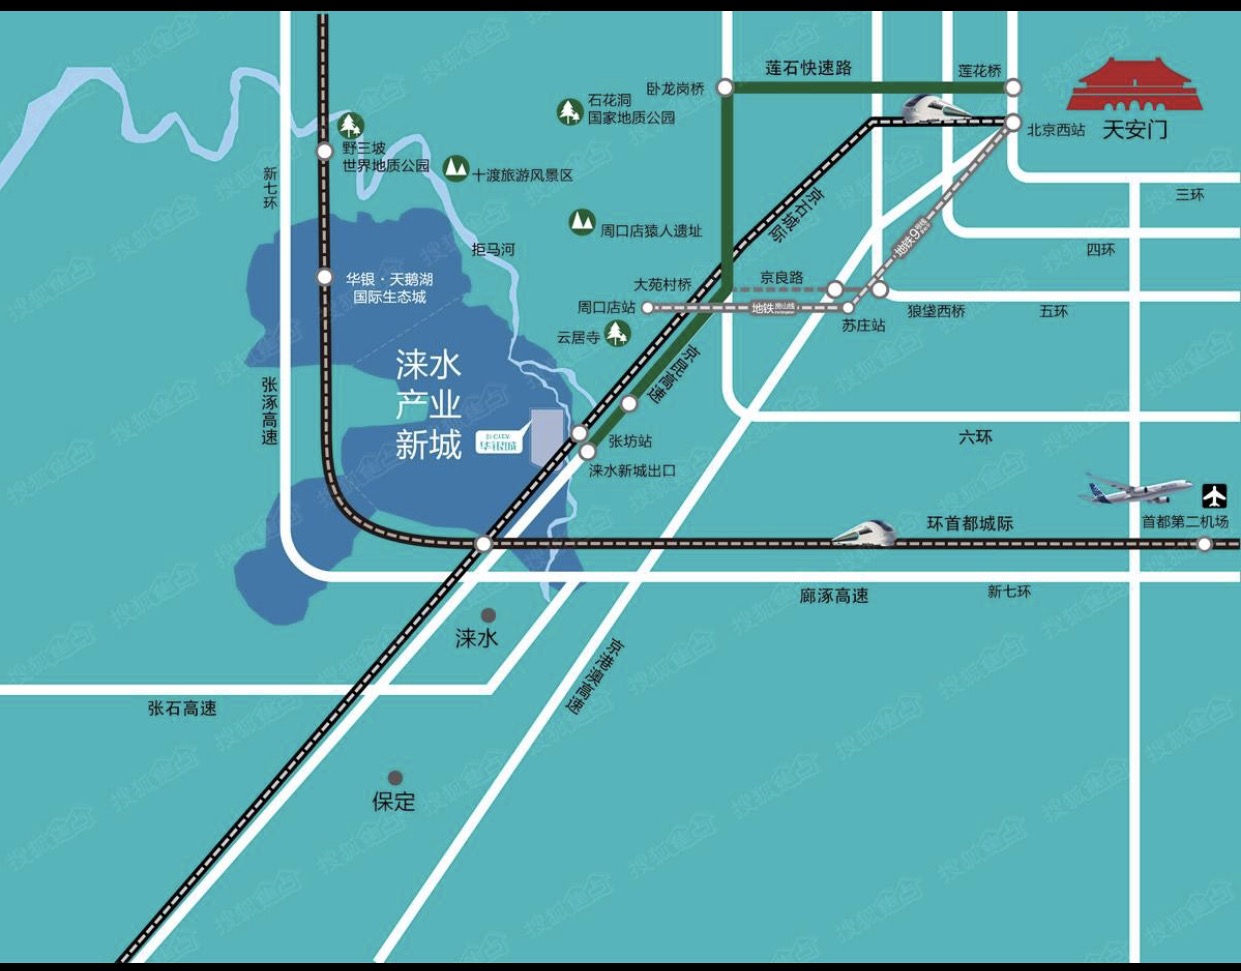 莲石快速路
莲花桥
卧龙岗桥
石花洞
国家地质公园
北京西站
天安门
野三坡
世界地质公园
十渡旅游风景区
新七环
三环
京石城际
周口店猿人遗址
地铁9号线
四环
拒马河
华银·天鹅湖
国际生态城
大苑村桥
京良路
周口店站
地铁房山线
苏庄站
狼垡西桥
五环
云居寺
涞水
产业
新城
京昆高速
张涿高速
华银城
张坊站
六环
涞水新城出口
环首都城际
首都第二机场
廊涿高速
新七环
涞水
京港澳高速
张石高速
保定
搜狐焦点